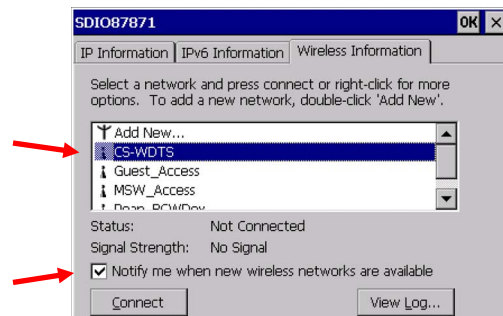 SDIO87871 OK ×
IP Information IPv6 Information Wireless Information
Select a network and press connect or right-click for more
options. To add a new network, double-click 'Add New'.
Add New...
CS-WDTS
Guest_Access
MSW_Access
Status: Not Connected
Signal Strength: No Signal
Notify me when new wireless networks are available
Connect View Log...